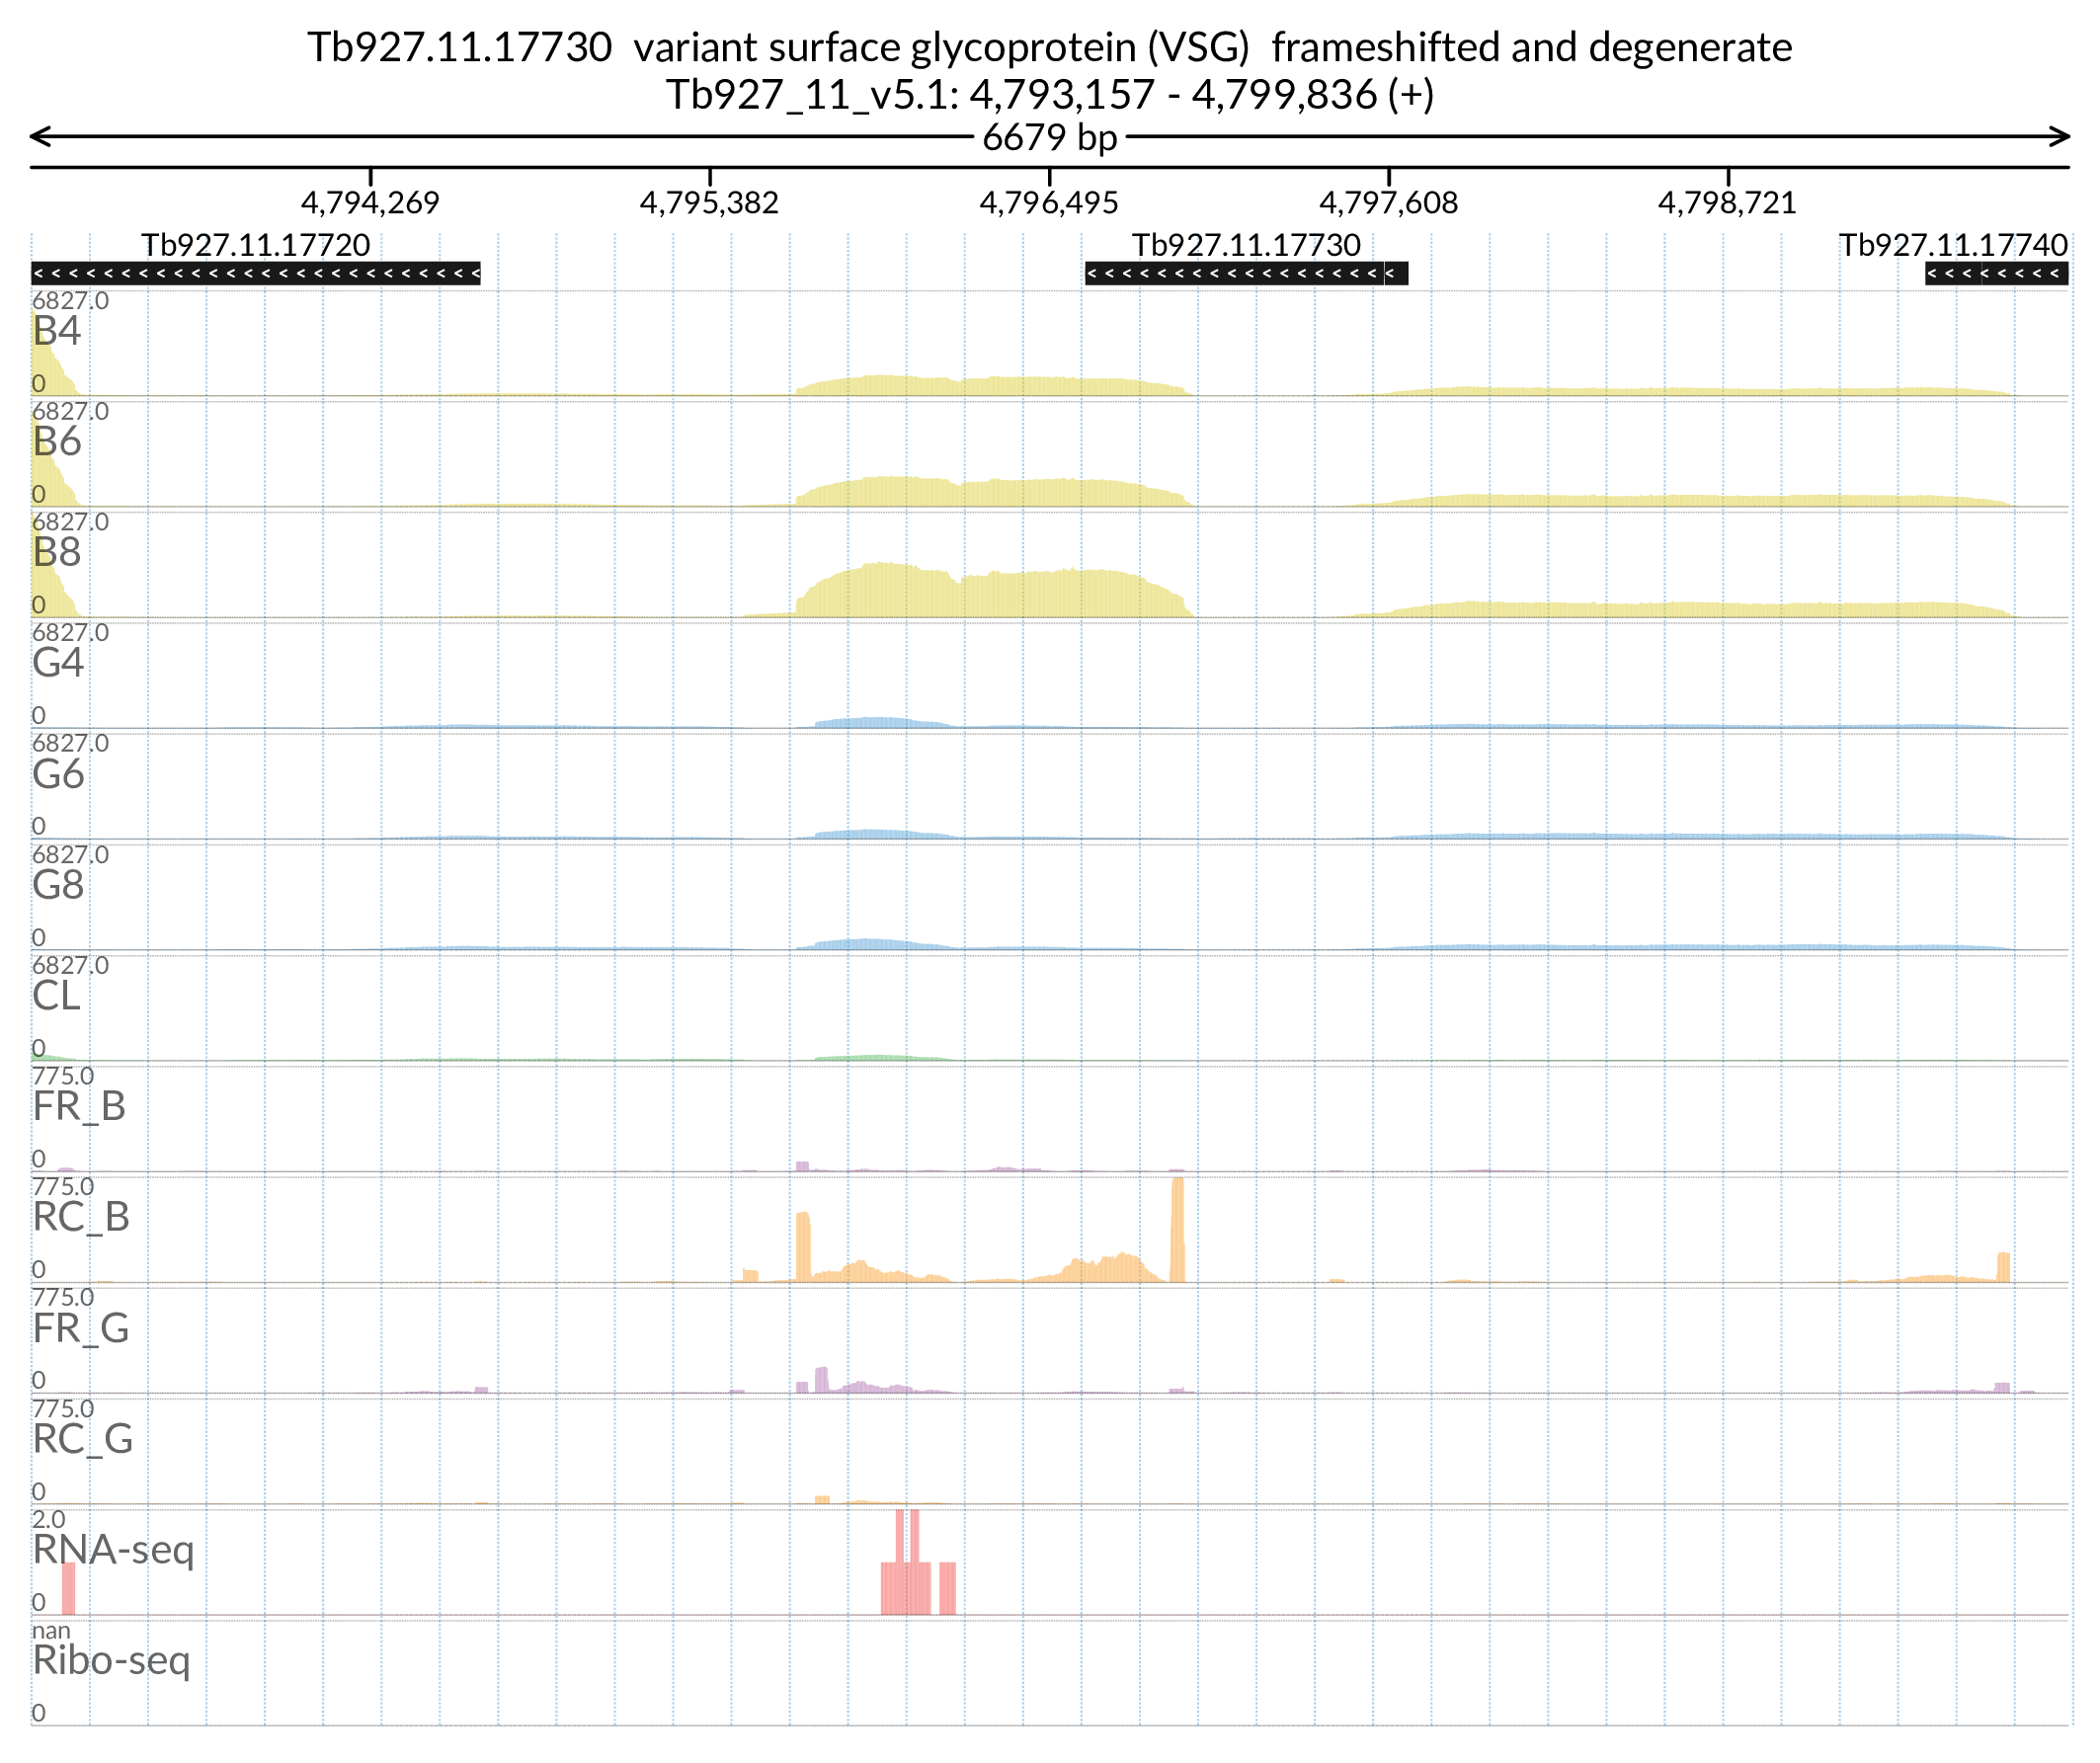 Tb927.11.17730  variant surface glycoprotein (VSG)  frameshifted and degenerate
Tb927_11_v5.1: 4,793,157 - 4,799,836 (+)
6679 bp
4,794,269 4,795,382 4,796,495 4,797,608 4,798,721
Tb927.11.17720 Tb927.11.17730 Tb927.11.17740
6827.0
B4
0
6827.0
B6
0
6827.0
B8
0
6827.0
G4
0
6827.0
G6
0
6827.0
G8
0
6827.0
CL
0
775.0
FR_B
0
775.0
RC_B
0
775.0
FR_G
0
775.0
RC_G
0
2.0
RNA-seq
0
nan
Ribo-seq
0